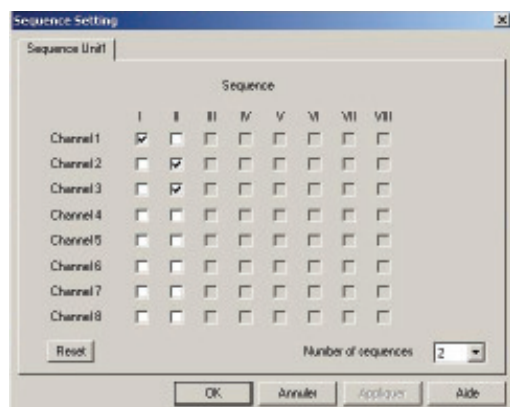 Sequence Setting
Sequence Unit1
Sequence
I II III IV V VI VII VIII
Channel 1
Channel 2
Channel 3
Channel 4
Channel 5
Channel 6
Channel 7
Channel 8
Reset Number of sequences 2
OK Annuler Appliquer Aide